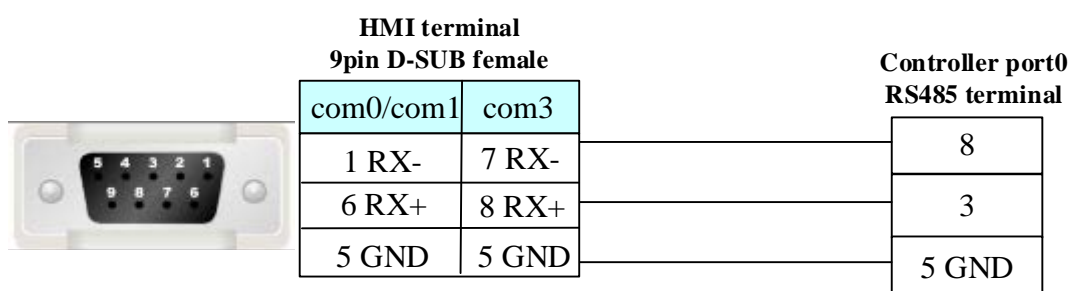 HMI terminal
9pin D-SUB female
Controller port0
RS485 terminal
com0/com1 com3
1 RX- 7 RX-
8
6 RX+ 8 RX+
3
5 GND 5 GND
5 GND
5 4 3 2 1
9 8 7 6